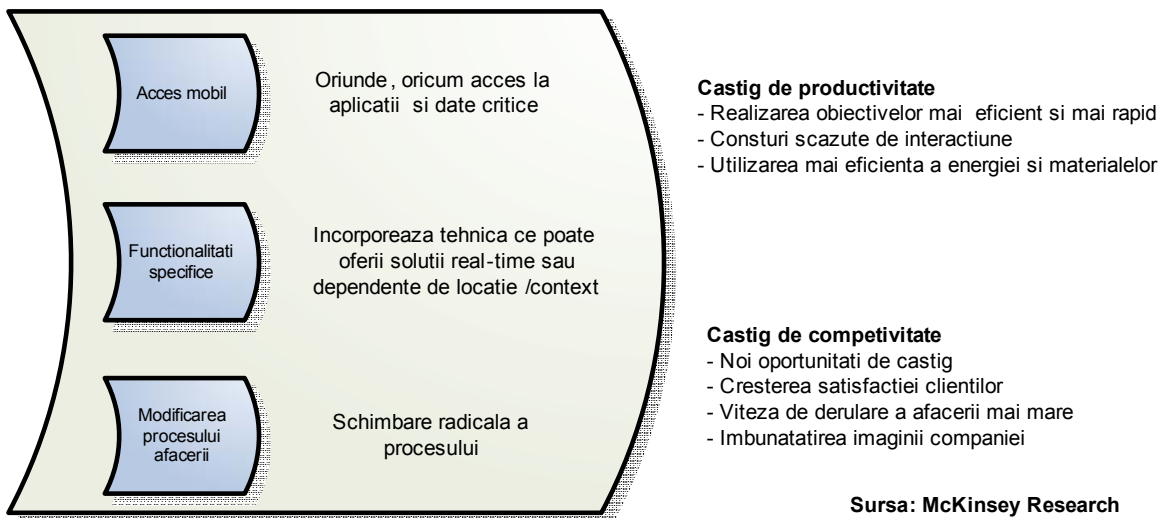 Acces mobil
Oriunde, oricum acces la
aplicatii si date critice
Functionalitati
specifice
Incorporeaza tehnica ce poate
oferii solutii real-time sau
dependente de locatie /context
Modificarea
procesului
afacerii
Schimbare radicala a
procesului
Castig de productivitate
- Realizarea obiectivelor mai eficient si mai rapid
- Consturi scazute de interactiune
- Utilizarea mai eficienta a energiei si materialelor
Castig de competivitate
- Noi oportunitati de castig
- Cresterea satisfactiei clientilor
- Viteza de derulare a afacerii mai mare
- Imbunatatirea imaginii companiei
Sursa: McKinsey Research